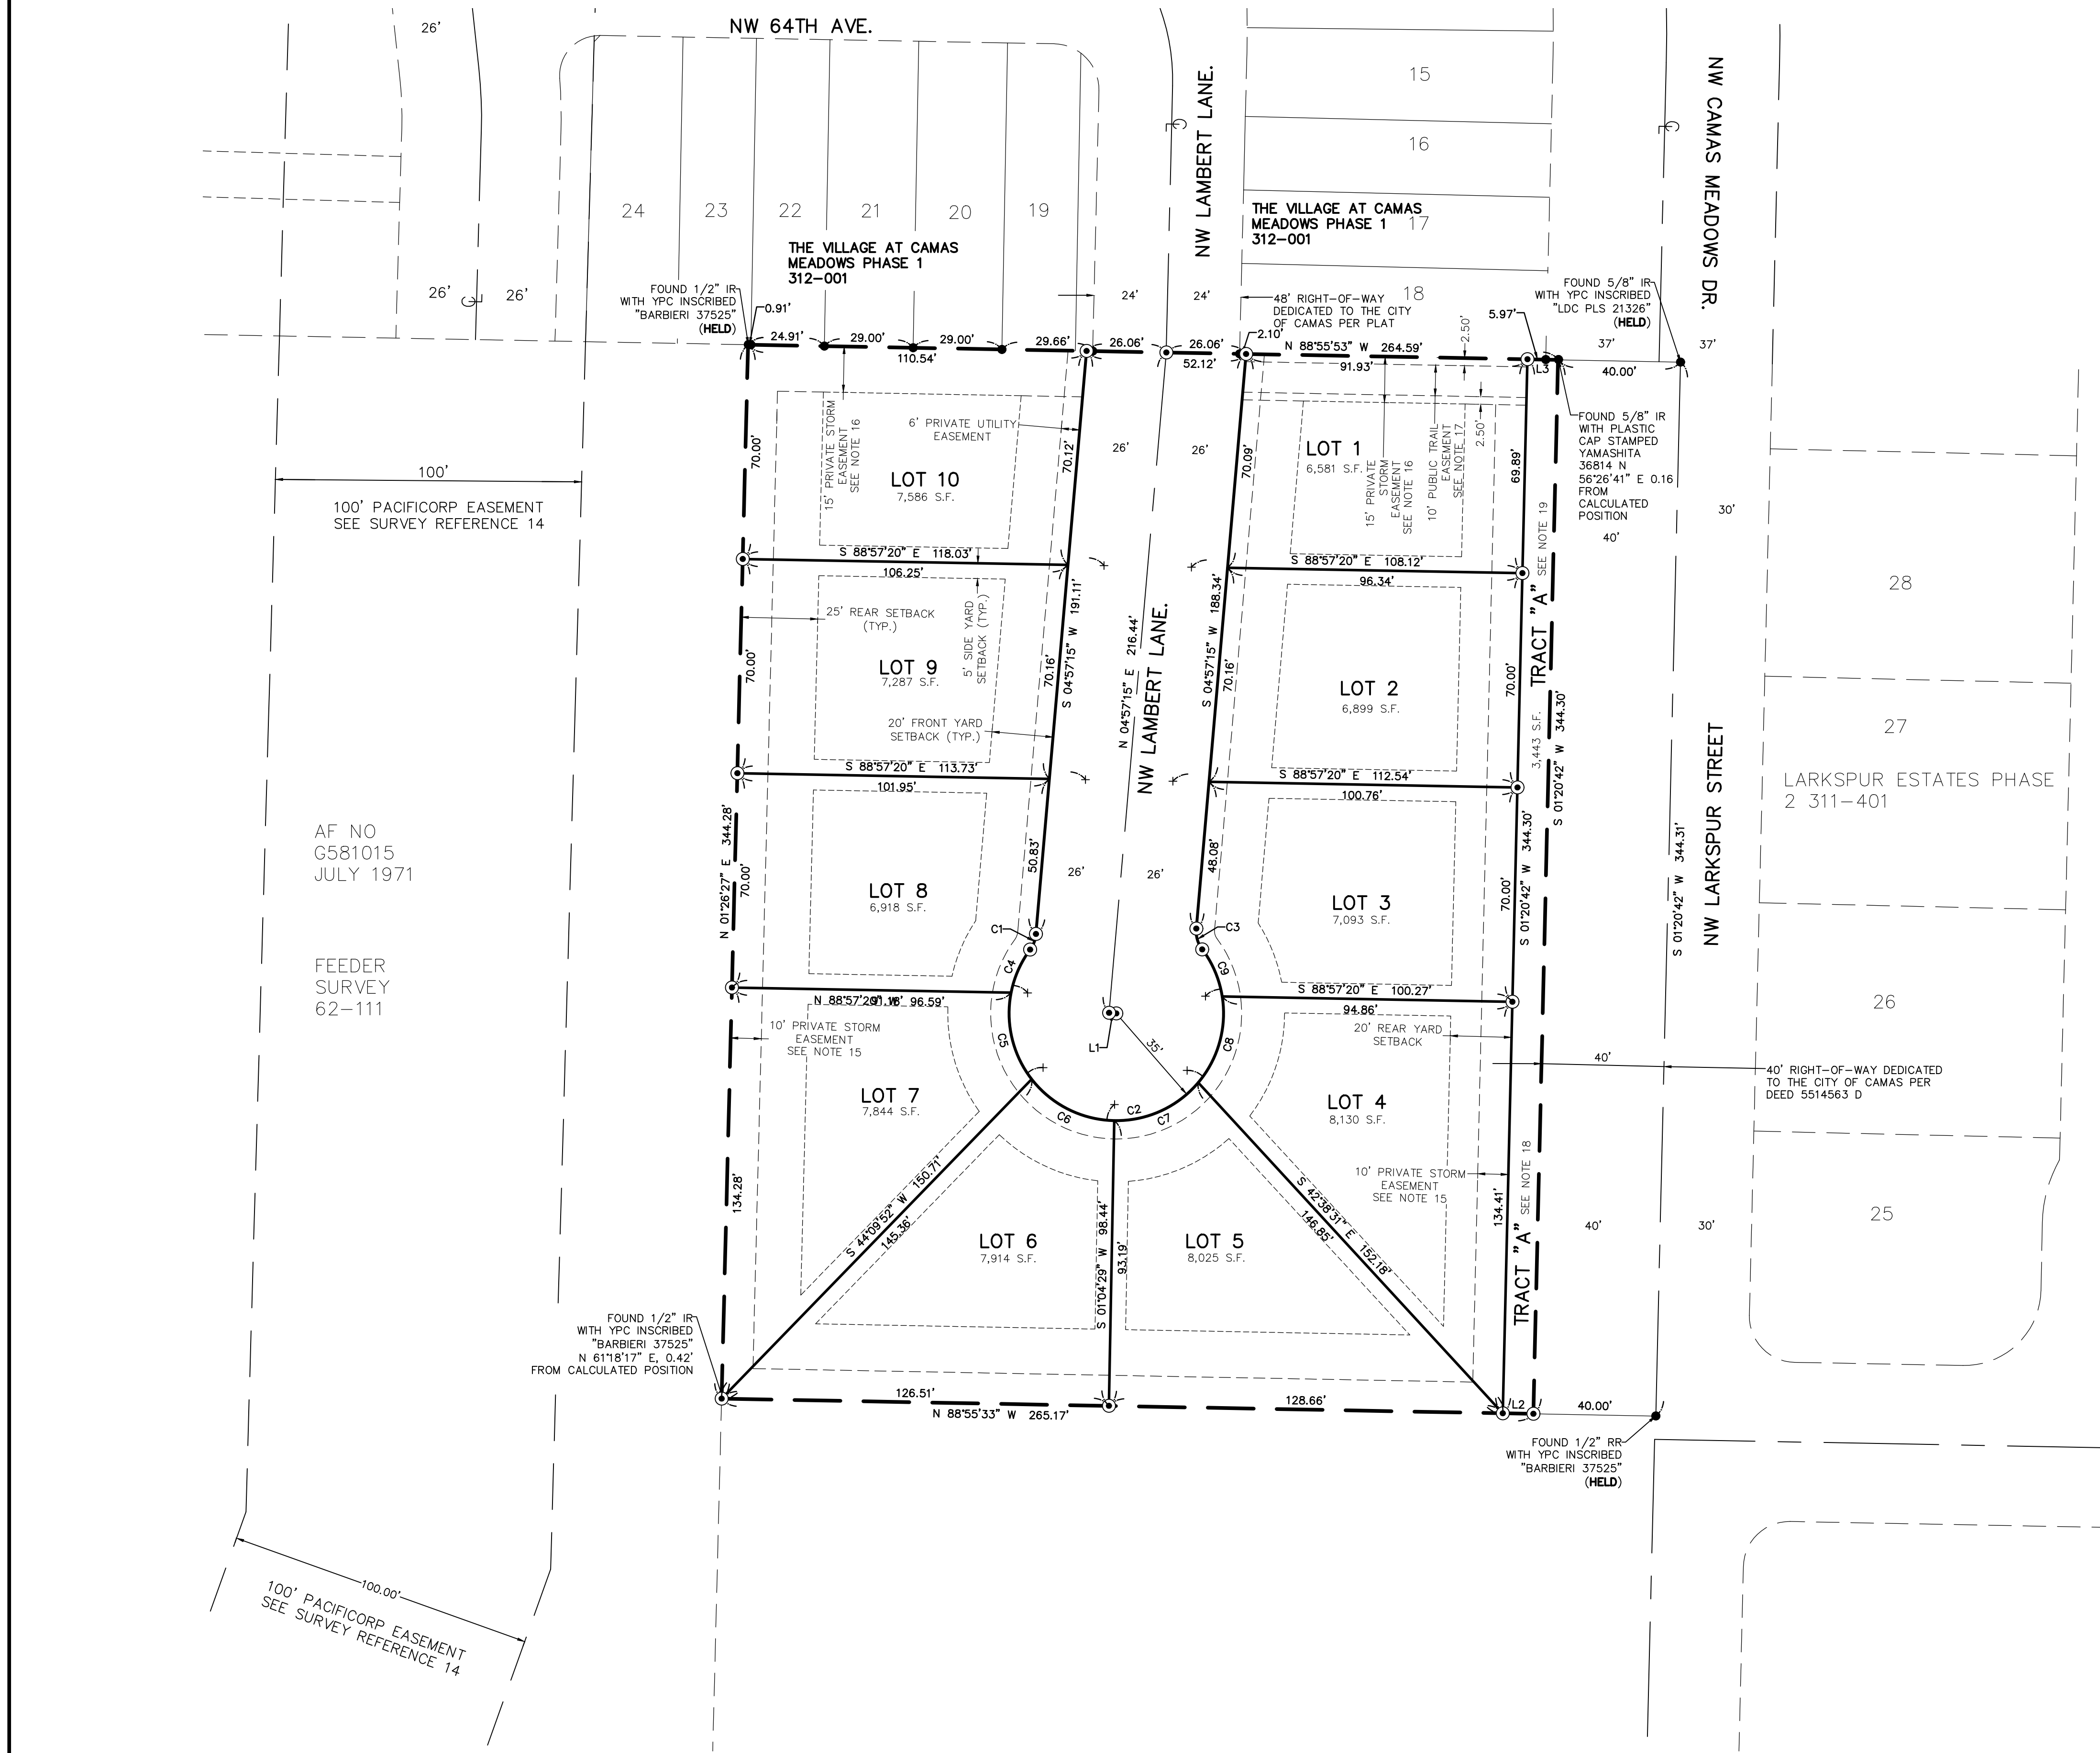 NW 64TH AVE.
26'
24
23
22
21
20
19
15
16
17
18
NW LAMBERT LANE.
NW CAMAS MEADOWS DR.
THE VILLAGE AT CAMAS
MEADOWS PHASE 1
312-001
THE VILLAGE AT CAMAS
MEADOWS PHASE 1
312-001
26'
26'
FOUND 1/2" IR
WITH YPC INSCRIBED
"BARBIERI 37525"
(HELD)
0.91'
24.91'
29.00'
29.00'
29.66'
110.54'
24'
24'
26.06'
26.06'
52.12'
48' RIGHT-OF-WAY
DEDICATED TO THE CITY
OF CAMAS PER PLAT
2.10'
N 88°55'53" W 264.59'
91.93'
2.50'
5.97'
L3
FOUND 5/8" IR
WITH YPC INSCRIBED
"LDC PLS 21326"
(HELD)
37'
37'
40.00'
FOUND 5/8" IR
WITH PLASTIC
CAP STAMPED
YAMASHITA
36814 N
56°26'41" E 0.16
FROM
CALCULATED
POSITION
40'
30'
100'
100' PACIFICORP EASEMENT
SEE SURVEY REFERENCE 14
70.00'
15' PRIVATE STORM
EASEMENT
SEE NOTE 16
6' PRIVATE UTILITY
EASEMENT
LOT 10
7,586 S.F.
70.12'
26'
26'
70.09'
LOT 1
6,581 S.F.
15' PRIVATE
STORM
EASEMENT
SEE NOTE 16
10' PUBLIC TRAIL
EASEMENT
SEE NOTE 17
2.50'
69.89'
SEE NOTE 19
TRACT "A"
3,443 S.F.
S 88°57'20" E 118.03'
106.25'
S 88°57'20" E 108.12'
96.34'
25' REAR SETBACK
(TYP.)
5' SIDE YARD
SETBACK (TYP.)
LOT 9
7,287 S.F.
20' FRONT YARD
SETBACK (TYP.)
70.00'
70.16'
S 04°57'15" W 191.11'
N 04°57'15" E 216.44'
NW LAMBERT LANE.
S 04°57'15" W 188.34'
70.16'
LOT 2
6,899 S.F.
70.00'
S 01°20'42" W 344.30'
28
27
LARKSPUR ESTATES PHASE
2 311-401
NW LARKSPUR STREET
S 01°20'42" W 344.31'
S 88°57'20" E 113.73'
101.95'
S 88°57'20" E 112.54'
100.76'
AF NO
G581015
JULY 1971
FEEDER
SURVEY
62-111
N 01°26'27" E 344.28'
70.00'
LOT 8
6,918 S.F.
50.83'
26'
26'
48.08'
LOT 3
7,093 S.F.
70.00'
S 01°20'42" W 344.30'
C1
C3
C4
C9
N 88°57'20" W 96.59'
91.18'
S 88°57'20" E 100.27'
94.86'
26
10' PRIVATE STORM
EASEMENT
SEE NOTE 15
C5
L1
35'
C8
20' REAR YARD
SETBACK
40'
40' RIGHT-OF-WAY DEDICATED
TO THE CITY OF CAMAS PER
DEED 5514563 D
LOT 7
7,844 S.F.
C6
C2
C7
LOT 4
8,130 S.F.
134.28'
S 44°09'52" W 150.71'
145.36'
LOT 6
7,914 S.F.
S 01°04'29" W 98.44'
93.19'
LOT 5
8,025 S.F.
S 42°38'31" E 152.18'
146.85'
10' PRIVATE STORM
EASEMENT
SEE NOTE 15
134.41'
SEE NOTE 18
TRACT "A"
40'
30'
25
FOUND 1/2" IR
WITH YPC INSCRIBED
"BARBIERI 37525"
N 61°18'17" E, 0.42'
FROM CALCULATED POSITION
126.51'
N 88°55'33" W 265.17'
128.66'
L2
40.00'
FOUND 1/2" RR
WITH YPC INSCRIBED
"BARBIERI 37525"
(HELD)
100.00'
100' PACIFICORP EASEMENT
SEE SURVEY REFERENCE 14